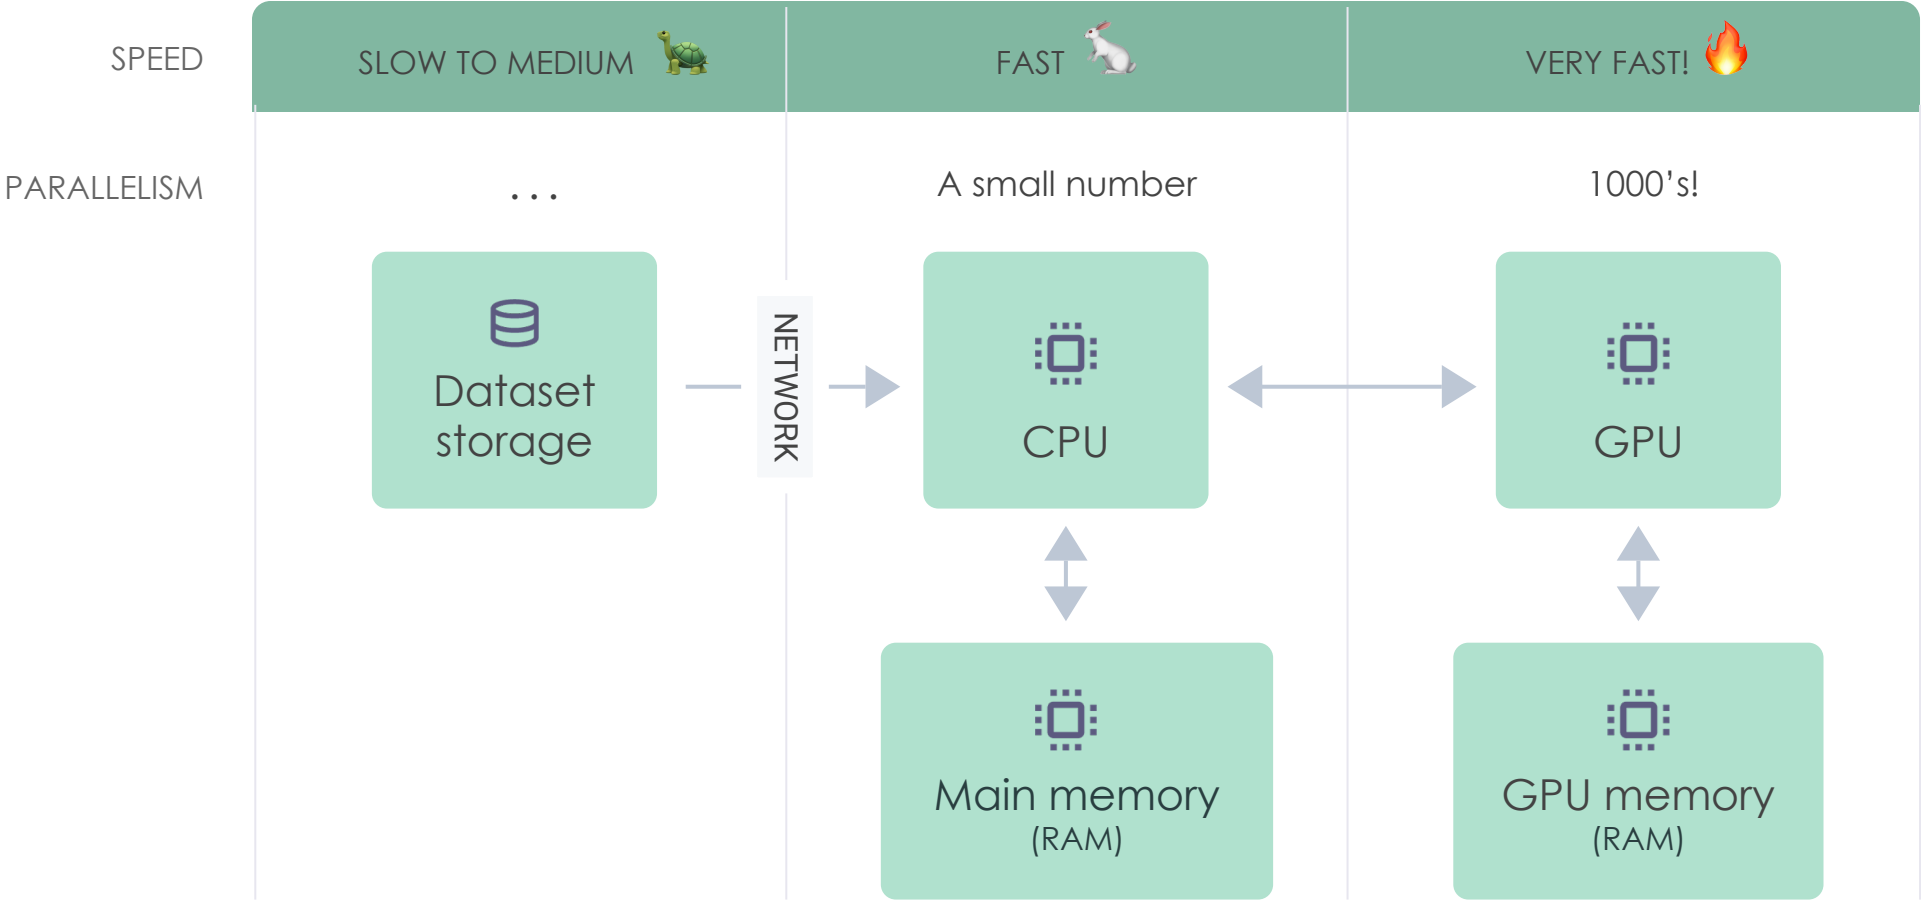 SPEED
SLOW TO MEDIUM
FAST
VERY FAST!
PARALLELISM
...
A small number
1000’s!
Dataset
storage
NETWORK
CPU
GPU
Main memory
(RAM)
GPU memory
(RAM)